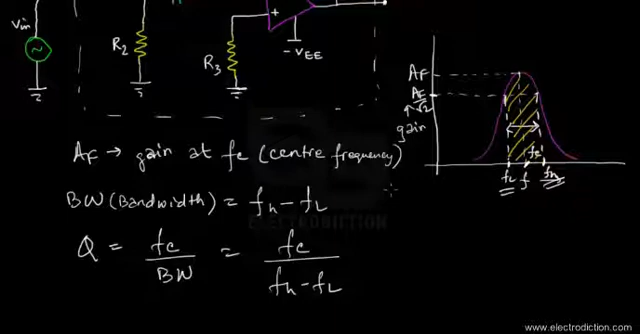 Vin
R2
R3
+
-VEE
AF
AF/√2
gain
fc
fL f fh
AF → gain at fc (centre frequency)
BW (Bandwidth) = fh - fL
Q = fc / BW = fc / fh - fL
www.electrodiction.com
ELECTRODICTION